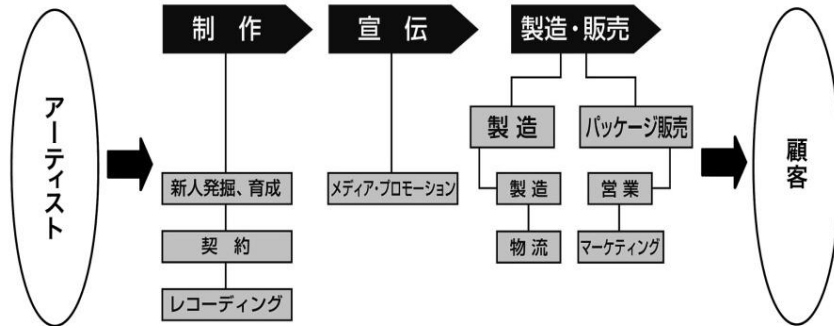 制作
宣伝
製造・販売
アーティスト
製造
パッケージ販売
顧客
新人発掘、育成
メディア・プロモーション
製造
営業
契約
物流
マーケティング
レコーディング